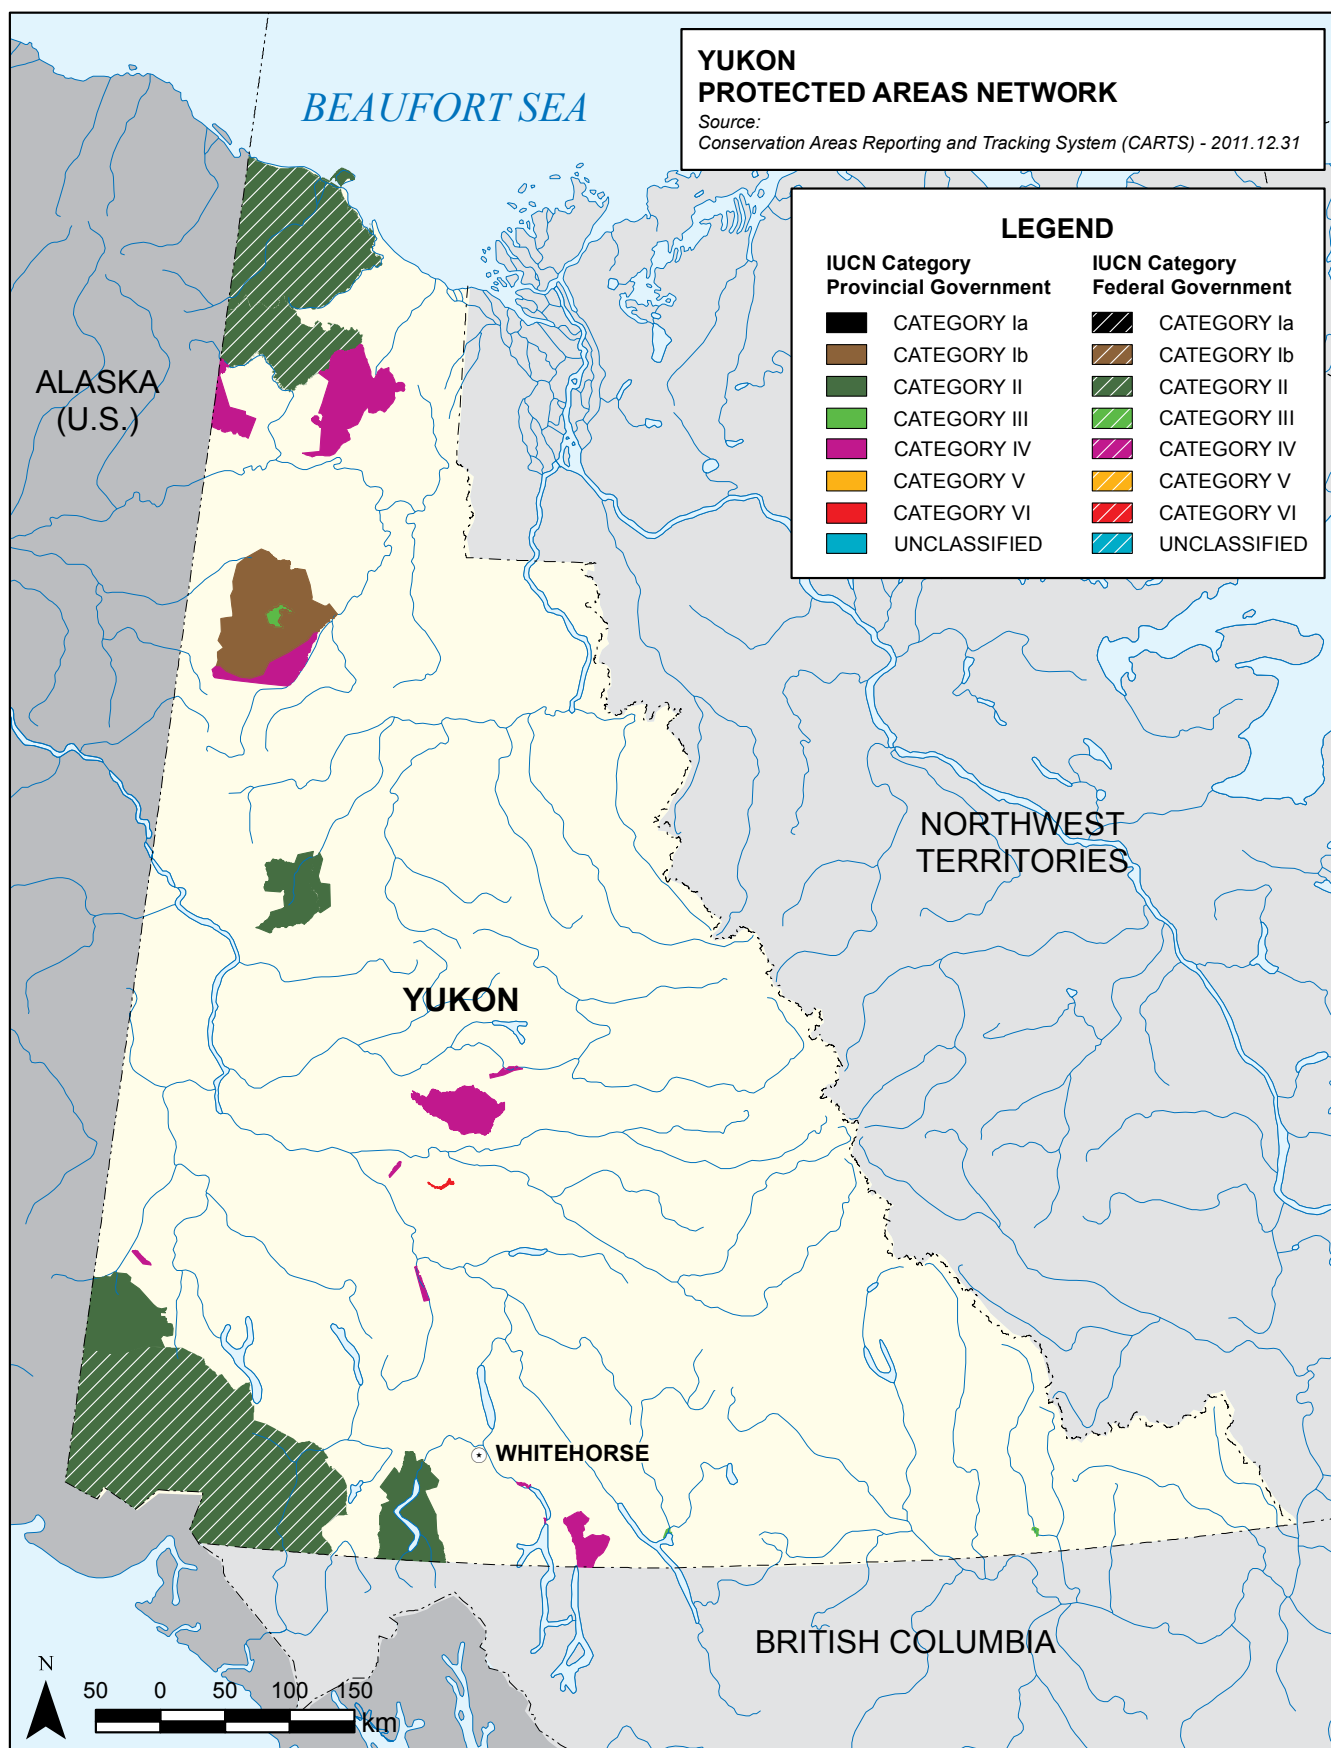 YUKON
PROTECTED AREAS NETWORK
Source:
Conservation Areas Reporting and Tracking System (CARTS) - 2011.12.31
BEAUFORT SEA
LEGEND
IUCN Category
Provincial Government
CATEGORY Ia
CATEGORY Ib
CATEGORY II
CATEGORY III
CATEGORY IV
CATEGORY V
CATEGORY VI
UNCLASSIFIED
IUCN Category
Federal Government
CATEGORY Ia
CATEGORY Ib
CATEGORY II
CATEGORY III
CATEGORY IV
CATEGORY V
CATEGORY VI
UNCLASSIFIED
ALASKA
(U.S.)
NORTHWEST
TERRITORIES
YUKON
WHITEHORSE
BRITISH COLUMBIA
N
50 0 50 100 150
km